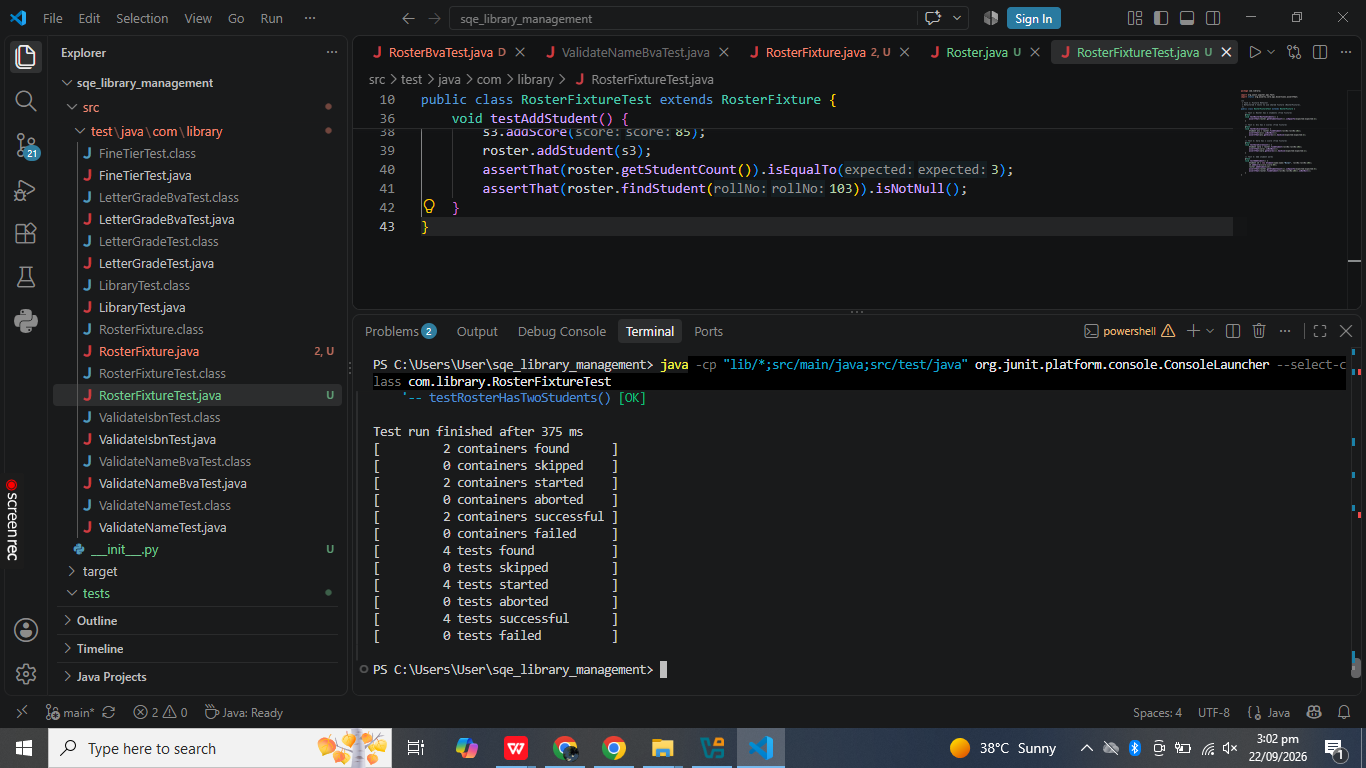 File Edit Selection View Go Run ··· sqe_library_management Sign In
Explorer ···
sqe_library_management
src
test\java\com\library
FineTierTest.class
FineTierTest.java
LetterGradeBvaTest.class
LetterGradeBvaTest.java
LetterGradeTest.class
LetterGradeTest.java
LibraryTest.class
LibraryTest.java
RosterFixture.class
RosterFixture.java 2, U
RosterFixtureTest.class
RosterFixtureTest.java U
ValidateIsbnTest.class
ValidateIsbnTest.java
ValidateNameBvaTest.class
ValidateNameBvaTest.java
ValidateNameTest.class
ValidateNameTest.java
__init__.py U
target
tests
Outline
Timeline
Java Projects
21
screenrec
RosterBvaTest.java D ValidateNameBvaTest.java RosterFixture.java 2, U Roster.java U RosterFixtureTest.java U
src > test > java > com > library > J RosterFixtureTest.java
10 public class RosterFixtureTest extends RosterFixture {
36 void testAddStudent() {
38 s3.addScore(score: score: 85);
39 roster.addStudent(s3);
40 assertThat(roster.getStudentCount()).isEqualTo(expected: expected: 3);
41 assertThat(roster.findStudent(rollNo: rollNo: 103)).isNotNull();
42 }
43 }
Problems 2 Output Debug Console Terminal Ports powershell
PS C:\Users\User\sqe_library_management> java -cp "lib/*;src/main/java;src/test/java" org.junit.platform.console.ConsoleLauncher --select-c
lass com.library.RosterFixtureTest
'-- testRosterHasTwoStudents() [OK]
Test run finished after 375 ms
[ 2 containers found ]
[ 0 containers skipped ]
[ 2 containers started ]
[ 0 containers aborted ]
[ 2 containers successful ]
[ 0 containers failed ]
[ 4 tests found ]
[ 0 tests skipped ]
[ 4 tests started ]
[ 0 tests aborted ]
[ 4 tests successful ]
[ 0 tests failed ]
PS C:\Users\User\sqe_library_management>
main* 2 0 Java: Ready Spaces: 4 UTF-8 {} Java
Type here to search 38°C Sunny 3:02 pm
22/09/2026 1